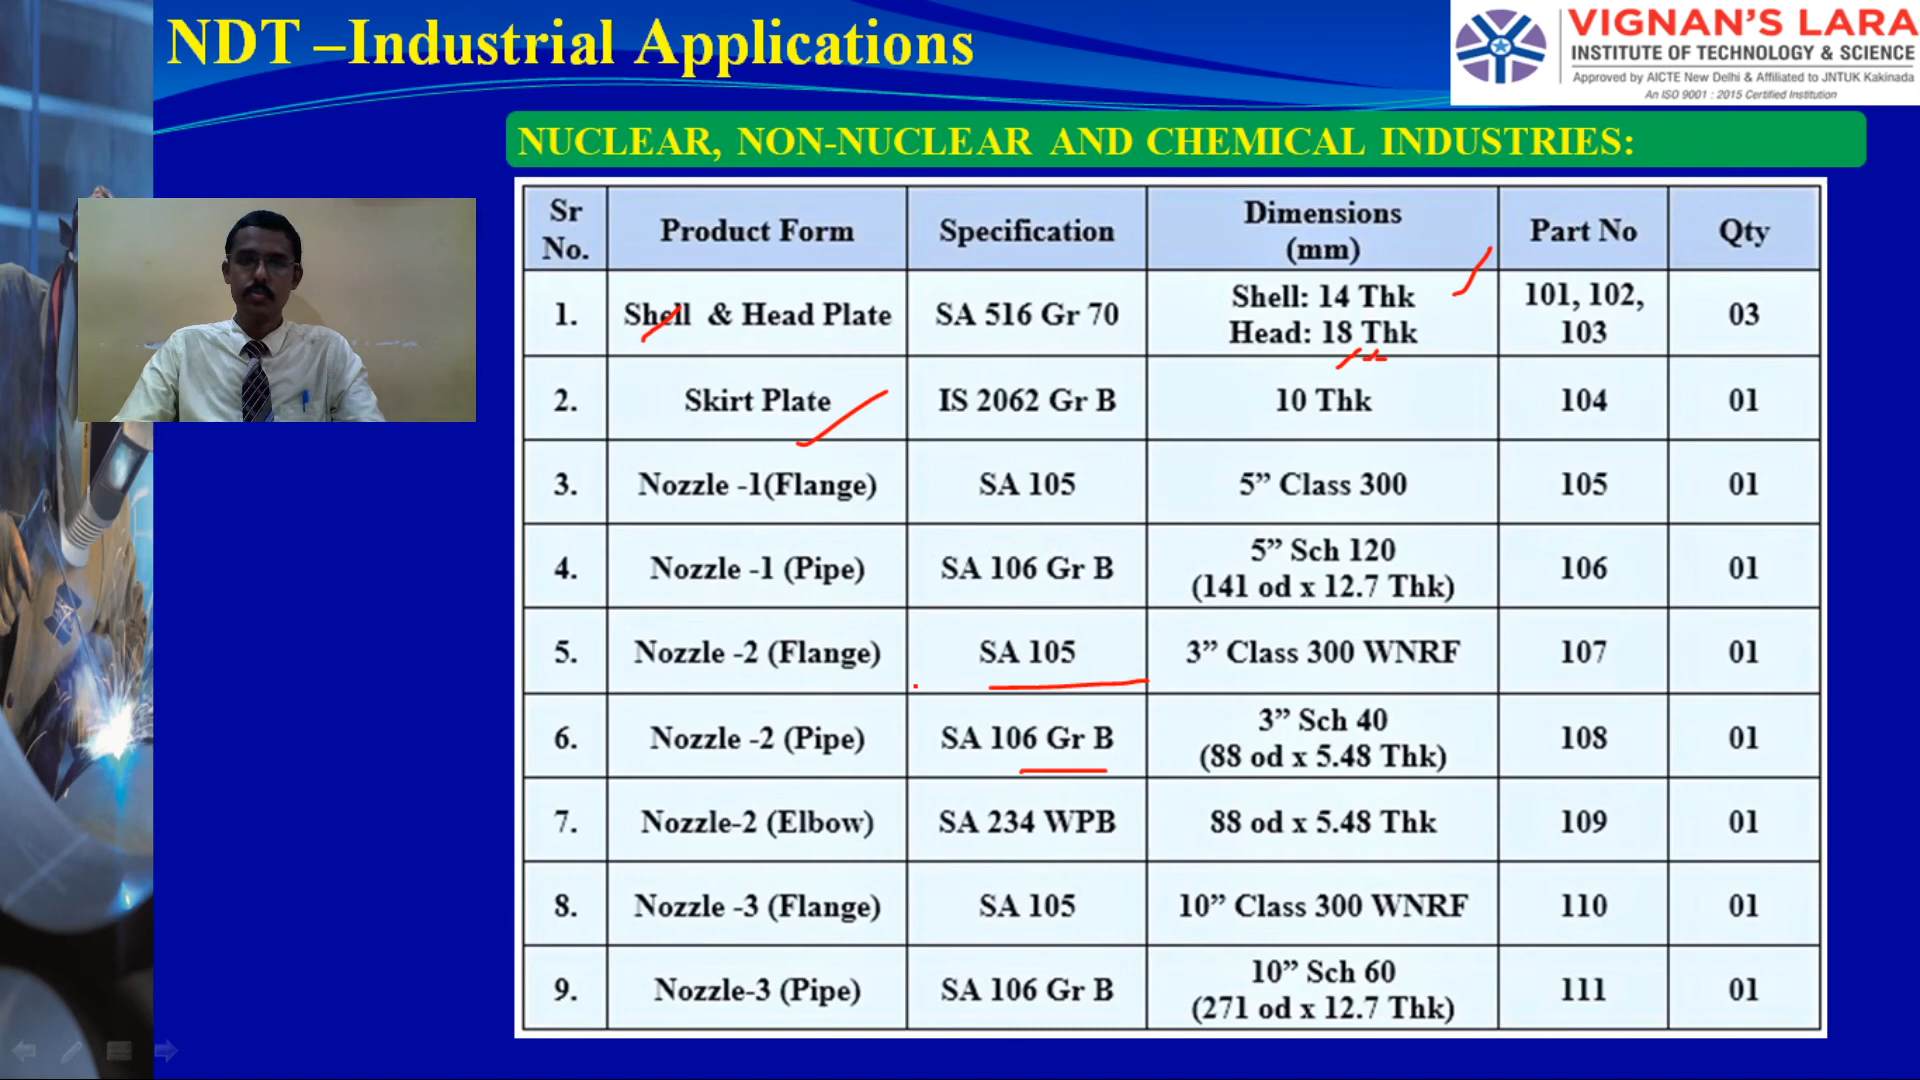 NDT –Industrial Applications
VIGNAN'S LARA
INSTITUTE OF TECHNOLOGY & SCIENCE
Approved by AICTE New Delhi & Affiliated to JNTUK Kakinada
An ISO 9001 : 2015 Certified Institution
NUCLEAR, NON-NUCLEAR AND CHEMICAL INDUSTRIES:
Sr No. Product Form Specification Dimensions (mm) Part No Qty
1. Shell & Head Plate SA 516 Gr 70 Shell: 14 Thk Head: 18 Thk 101, 102, 103 03
2. Skirt Plate IS 2062 Gr B 10 Thk 104 01
3. Nozzle -1(Flange) SA 105 5” Class 300 105 01
4. Nozzle -1 (Pipe) SA 106 Gr B 5” Sch 120 (141 od x 12.7 Thk) 106 01
5. Nozzle -2 (Flange) SA 105 3” Class 300 WNRF 107 01
6. Nozzle -2 (Pipe) SA 106 Gr B 3” Sch 40 (88 od x 5.48 Thk) 108 01
7. Nozzle-2 (Elbow) SA 234 WPB 88 od x 5.48 Thk 109 01
8. Nozzle -3 (Flange) SA 105 10” Class 300 WNRF 110 01
9. Nozzle-3 (Pipe) SA 106 Gr B 10” Sch 60 (271 od x 12.7 Thk) 111 01